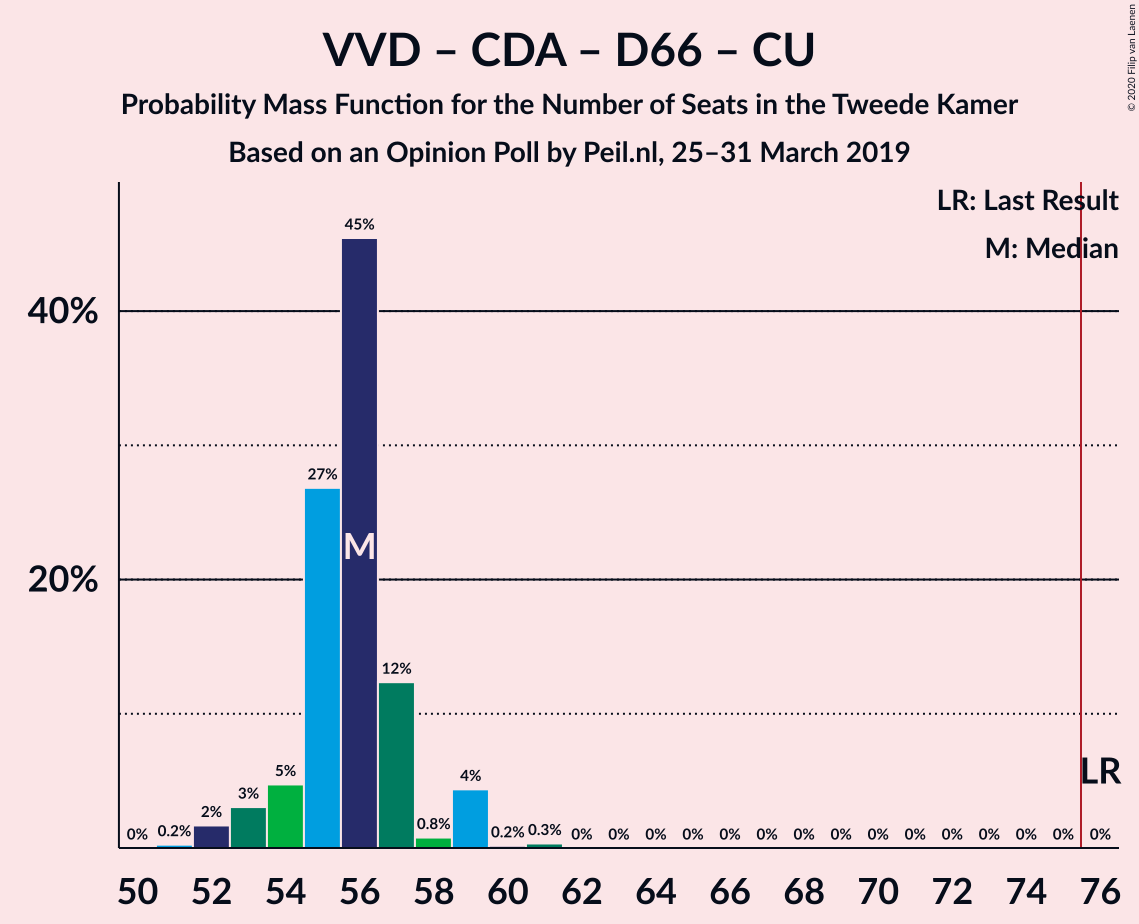 VVD – CDA – D66 – CU
Probability Mass Function for the Number of Seats in the Tweede Kamer
Based on an Opinion Poll by Peil.nl, 25–31 March 2019
© 2020 Filip van Laenen
LR: Last Result
M: Median
45%
40%
27%
M
20%
12%
LR
5%
4%
3%
2%
0% 0.2% 0.8% 0.2% 0.3% 0% 0% 0% 0% 0% 0% 0% 0% 0% 0% 0% 0% 0% 0% 0%
50 52 54 56 58 60 62 64 66 68 70 72 74 76